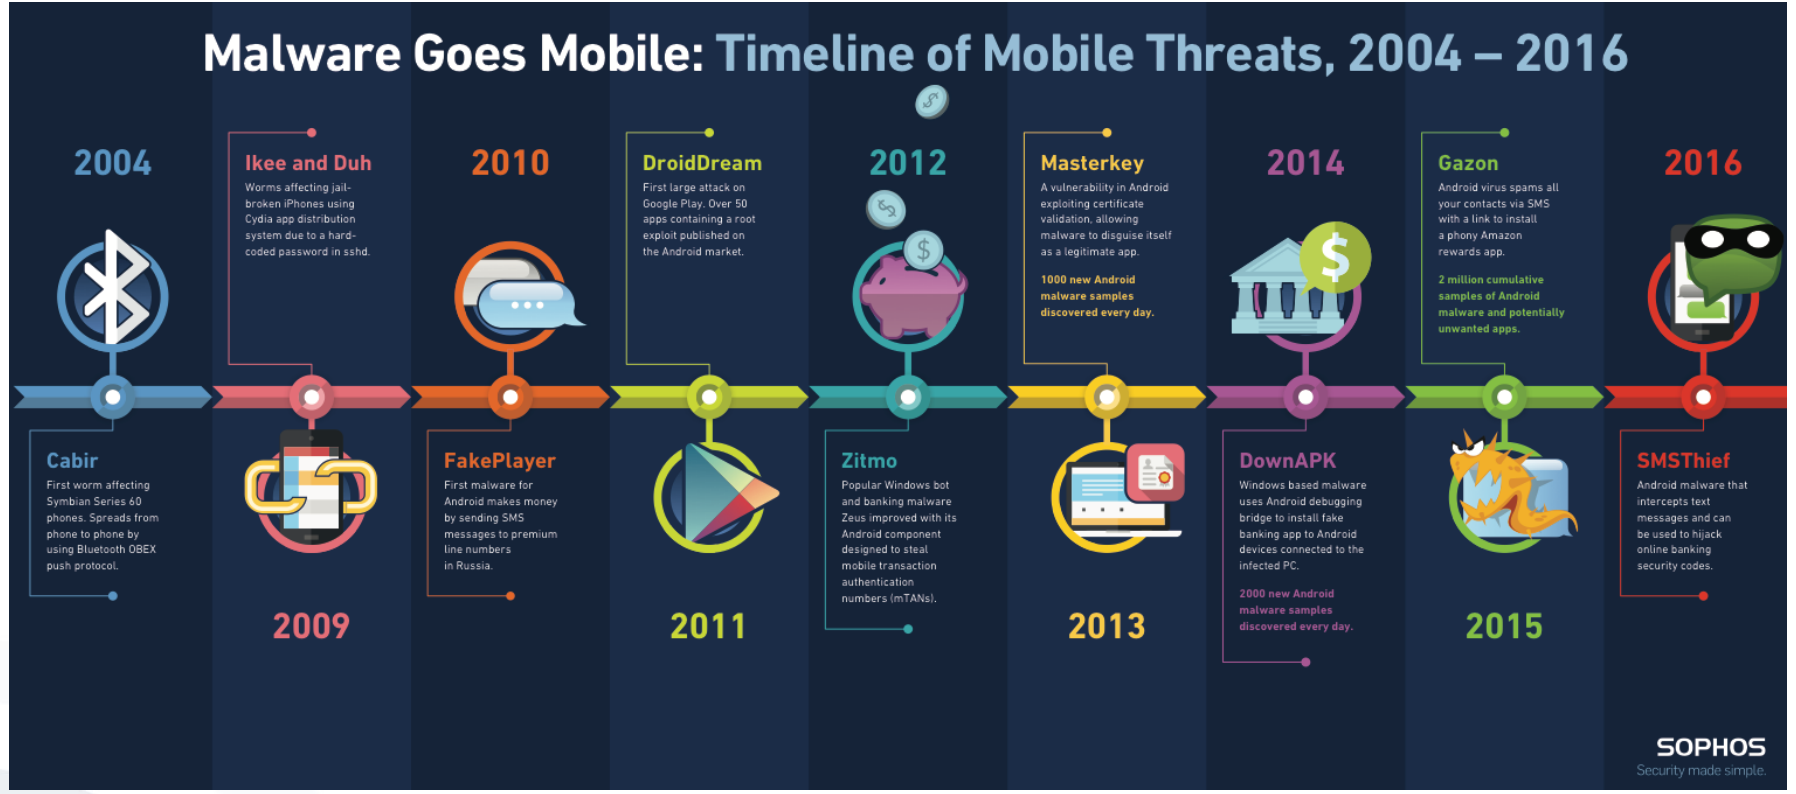 Malware Goes Mobile: Timeline of Mobile Threats, 2004 – 2016
2004
Cabir
First worm affecting
Symbian Series 60
phones. Spreads from
phone to phone by
using Bluetooth OBEX
push protocol.
Ikee and Duh
Worms affecting jail-
broken iPhones using
Cydia app distribution
system due to a hard-
coded password in sshd.
2009
2010
FakePlayer
First malware for
Android makes money
by sending SMS
messages to premium
line numbers
in Russia.
DroidDream
First large attack on
Google Play. Over 50
apps containing a root
exploit published on
the Android market.
2011
2012
Zitmo
Popular Windows bot
and banking malware
Zeus improved with its
Android component
designed to steal
mobile transaction
authentication
numbers (mTANs).
Masterkey
A vulnerability in Android
exploiting certificate
validation, allowing
malware to disguise itself
as a legitimate app.
1000 new Android
malware samples
discovered every day.
2013
2014
$
DownAPK
Windows based malware
uses Android debugging
bridge to install fake
banking app to Android
devices connected to the
infected PC.
2000 new Android
malware samples
discovered every day.
Gazon
Android virus spams all
your contacts via SMS
with a link to install
a phony Amazon
rewards app.
2 million cumulative
samples of Android
malware and potentially
unwanted apps.
2015
2016
SMSThief
Android malware that
intercepts text
messages and can
be used to hijack
online banking
security codes.
SOPHOS
Security made simple.